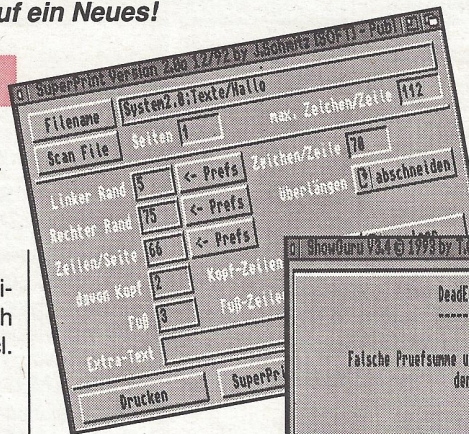 uf ein Neues!
SuperPrint Version 2.0a 12/92 by J.Schmitz (SOFT) - Publ
Filename System2.0:Texte/Hallo
Scan File Seiten 1 max. Zeichen/Zeile 112
Linker Rand 5 <- Prefs Zeichen/Zeile 70
Rechter Rand 75 <- Prefs Überlängen abschneiden
Zeilen/Seite 66 <- Prefs
davon Kopf 2 Kopf-Zeilen
Fuß 3 Fuß-Zeile
Extra-Text
Drucken SuperPri
i-
h
l.
ShowGuru V3.4 © 1993 by T.
DeadE
Falsche Pruefsumme u
der